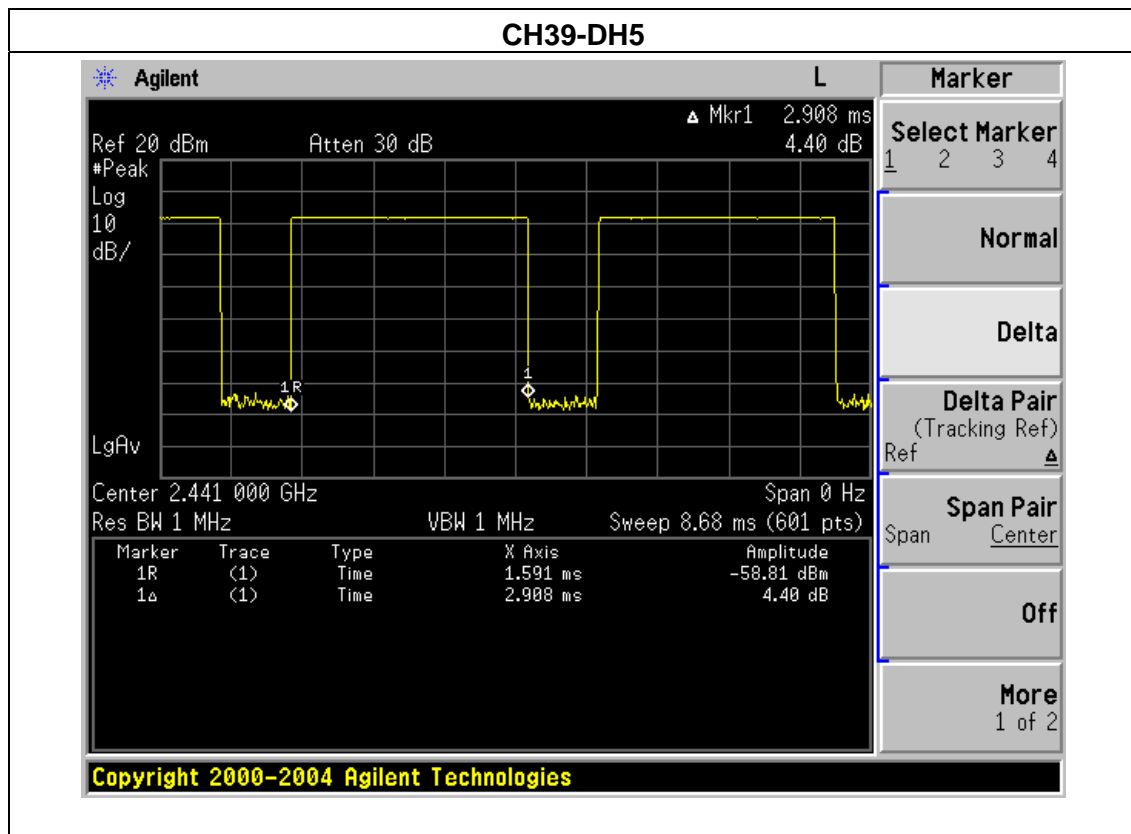 CH39-DH5
Agilent L
Δ Mkr1 2.908 ms
Ref 20 dBm Atten 30 dB 4.40 dB
#Peak
Log
10
dB/
1R
1
LgAv
Center 2.441 000 GHz Span 0 Hz
Res BW 1 MHz VBW 1 MHz Sweep 8.68 ms (601 pts)
Marker Trace Type X Axis Amplitude
1R (1) Time 1.591 ms -58.81 dBm
1Δ (1) Time 2.908 ms 4.40 dB
Marker
Select Marker
1 2 3 4
Normal
Delta
Delta Pair
(Tracking Ref)
Ref Δ
Span Pair
Span Center
Off
More
1 of 2
Copyright 2000-2004 Agilent Technologies